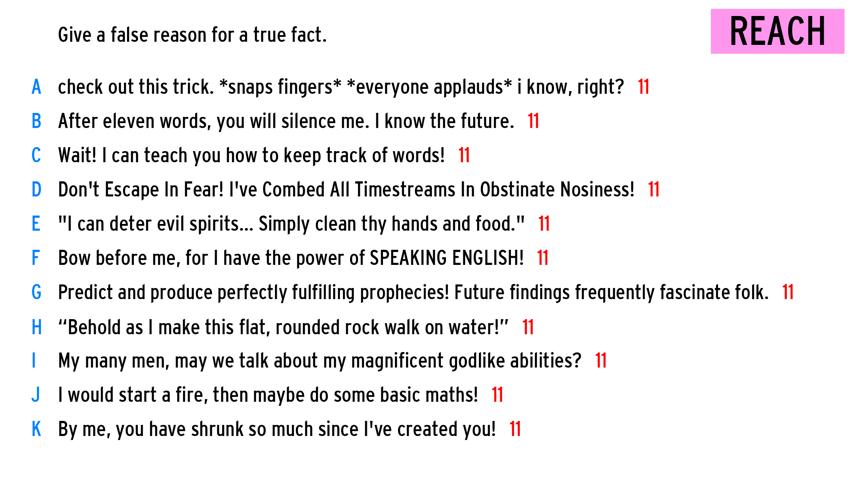 Give a false reason for a true fact.
REACH
A check out this trick. *snaps fingers* *everyone applauds* i know, right? 11
B After eleven words, you will silence me. I know the future. 11
C Wait! I can teach you how to keep track of words! 11
D Don't Escape In Fear! I've Combed All Timestreams In Obstinate Nosiness! 11
E "I can deter evil spirits... Simply clean thy hands and food." 11
F Bow before me, for I have the power of SPEAKING ENGLISH! 11
G Predict and produce perfectly fulfilling prophecies! Future findings frequently fascinate folk. 11
H “Behold as I make this flat, rounded rock walk on water!” 11
I My many men, may we talk about my magnificent godlike abilities? 11
J I would start a fire, then maybe do some basic maths! 11
K By me, you have shrunk so much since I've created you! 11